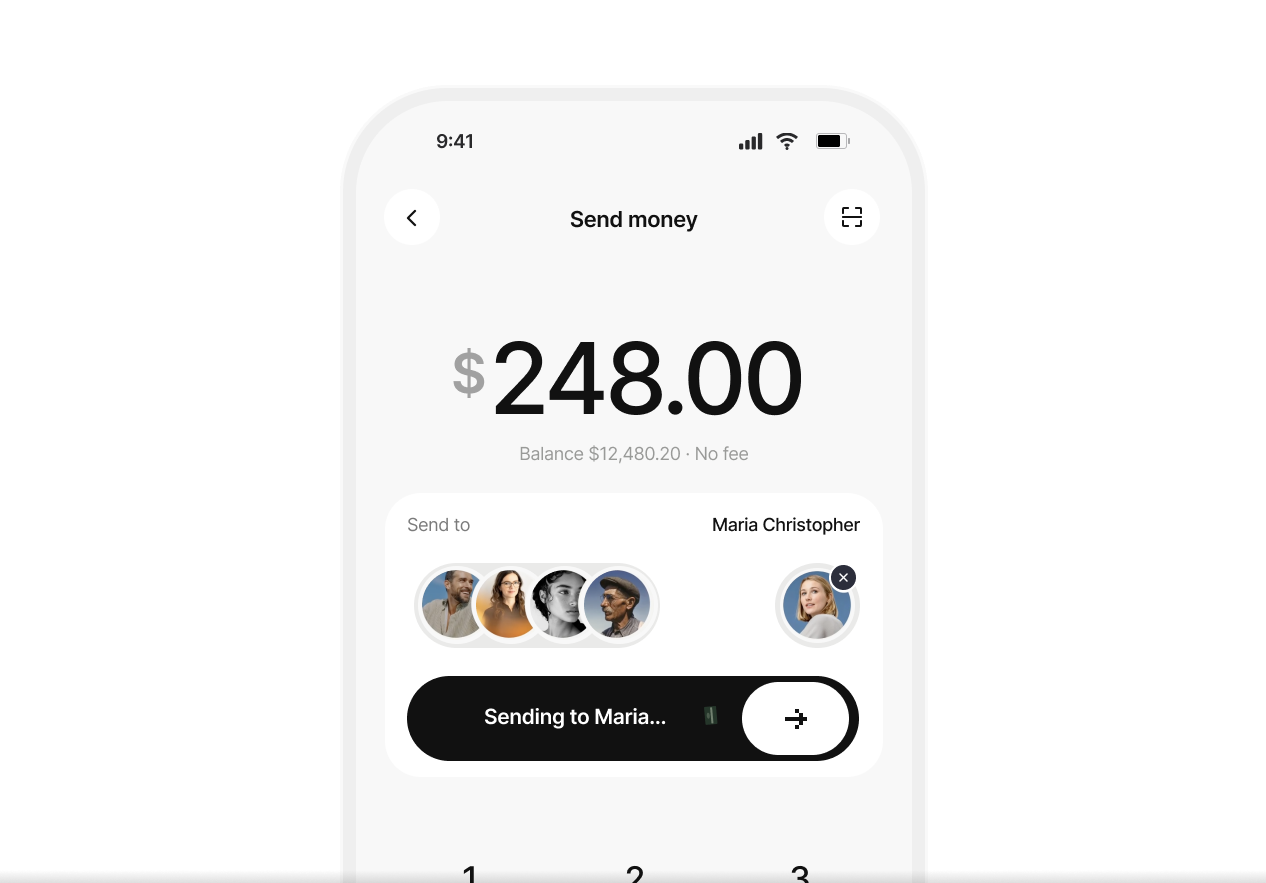 9:41
Send money
$248.00
Balance $12,480.20 · No fee
Send to
Maria Christopher
Sending to Maria...
1 2 3